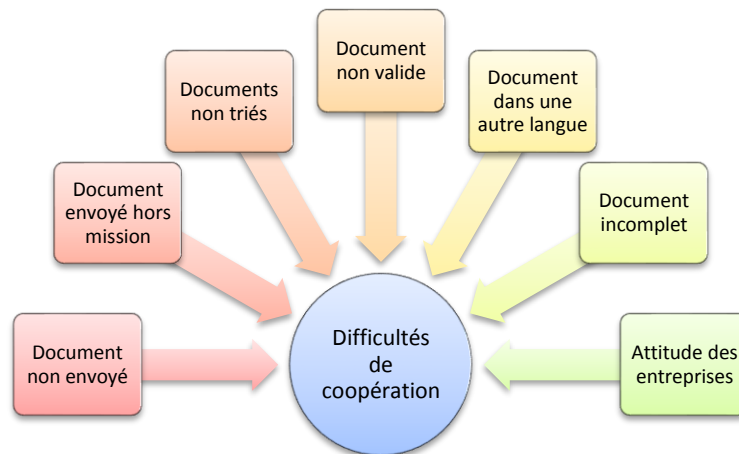 Document
non envoyé
Document
envoyé hors
mission
Documents
non triés
Document
non valide
Document
dans une
autre langue
Document
incomplet
Attitude des
entreprises
Difficultés
de
coopération